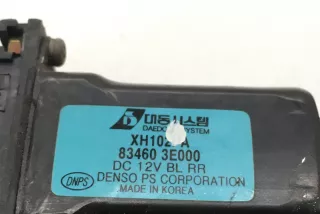 대동시스템
DAEDONG SYSTEM
83460 3E000
DC 12V BL RR
DNPS DENSO PS CORPORATION
MADE IN KOREA